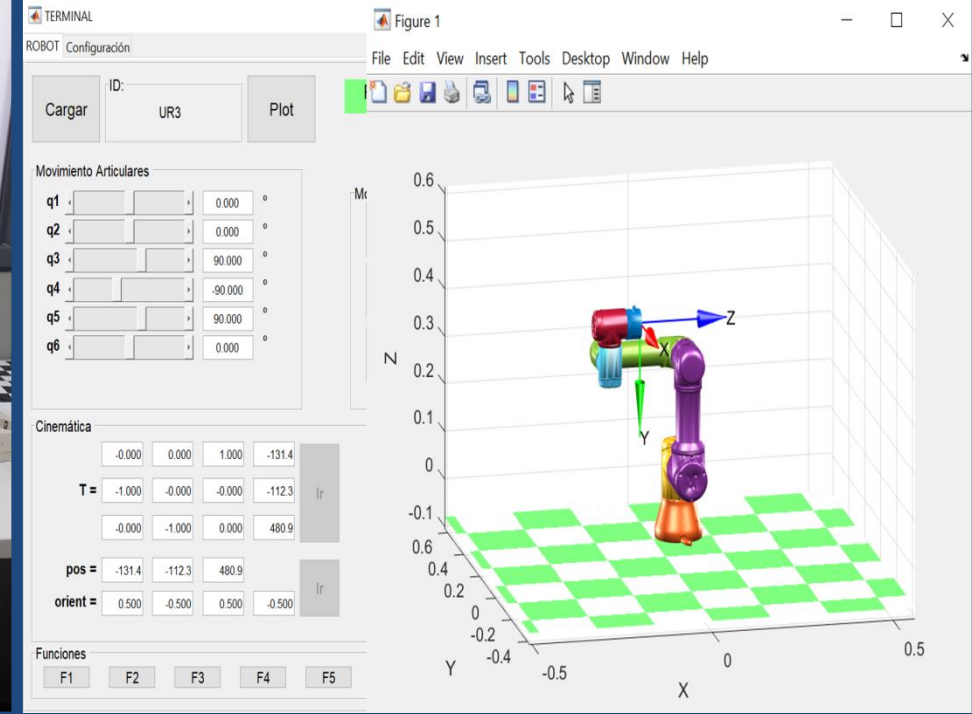 TERMINAL
ROBOT Configuración
Cargar
ID:
UR3
Plot
Movimiento Articulares
q1 0.000 º
q2 0.000 º
q3 90.000 º
q4 -90.000 º
q5 90.000 º
q6 0.000 º
Cinemática
-0.000 0.000 1.000 -131.4
T = -1.000 -0.000 -0.000 -112.3 Ir
-0.000 -1.000 0.000 480.9
pos = -131.4 -112.3 480.9
Ir
orient = 0.500 -0.500 0.500 -0.500
Funciones
F1 F2 F3 F4 F5
Figure 1
File Edit View Insert Tools Desktop Window Help
0.6
0.5
0.4
0.3
0.2
0.1
0
-0.1
Z
Z
X
Y
0.6
0.4
0.2
0
-0.2
-0.4
Y
-0.5
0
0.5
X